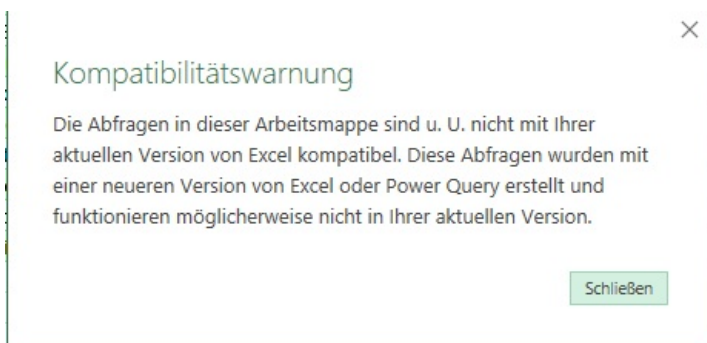 Kompatibilitätswarnung
Die Abfragen in dieser Arbeitsmappe sind u. U. nicht mit Ihrer
aktuellen Version von Excel kompatibel. Diese Abfragen wurden mit
einer neueren Version von Excel oder Power Query erstellt und
funktionieren möglicherweise nicht in Ihrer aktuellen Version.
Schließen